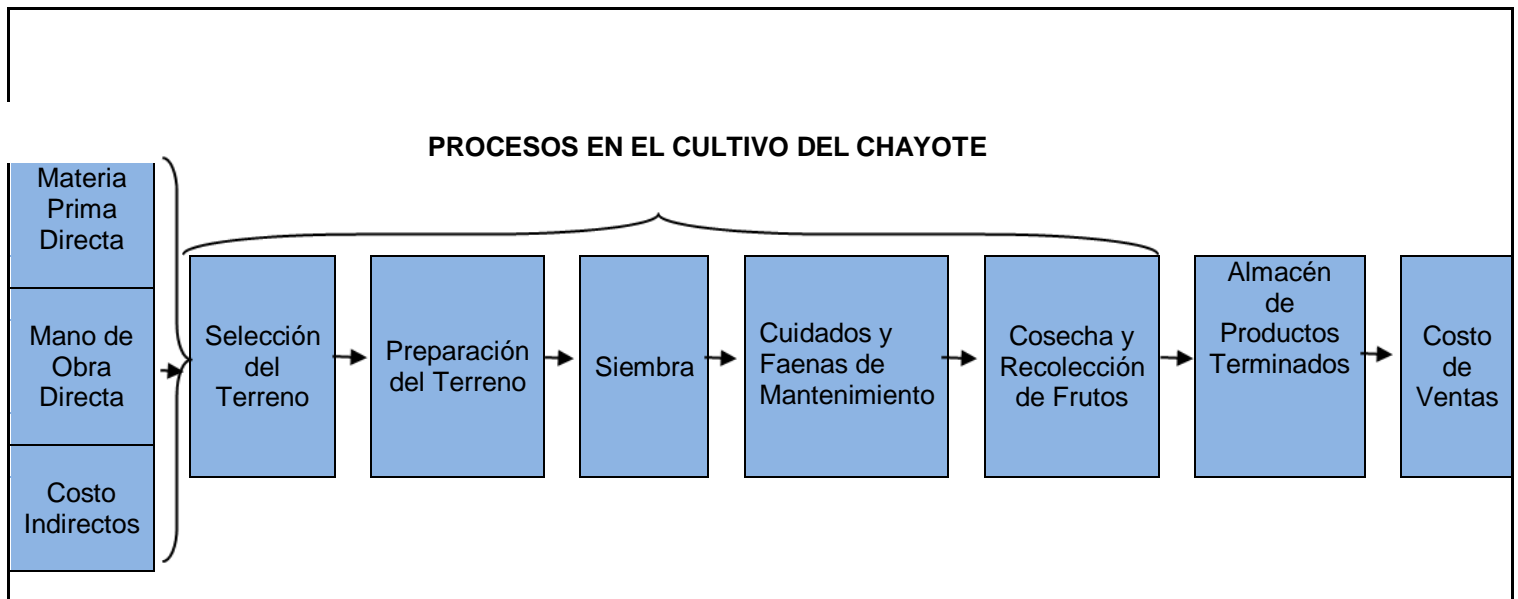 PROCESOS EN EL CULTIVO DEL CHAYOTE
Materia
Prima
Directa
Mano de
Obra
Directa
Costo
Indirectos
Selección
del
Terreno
Preparación
del Terreno
Siembra
Cuidados y
Faenas de
Mantenimiento
Cosecha y
Recolección
de Frutos
Almacén
de
Productos
Terminados
Costo
de
Ventas